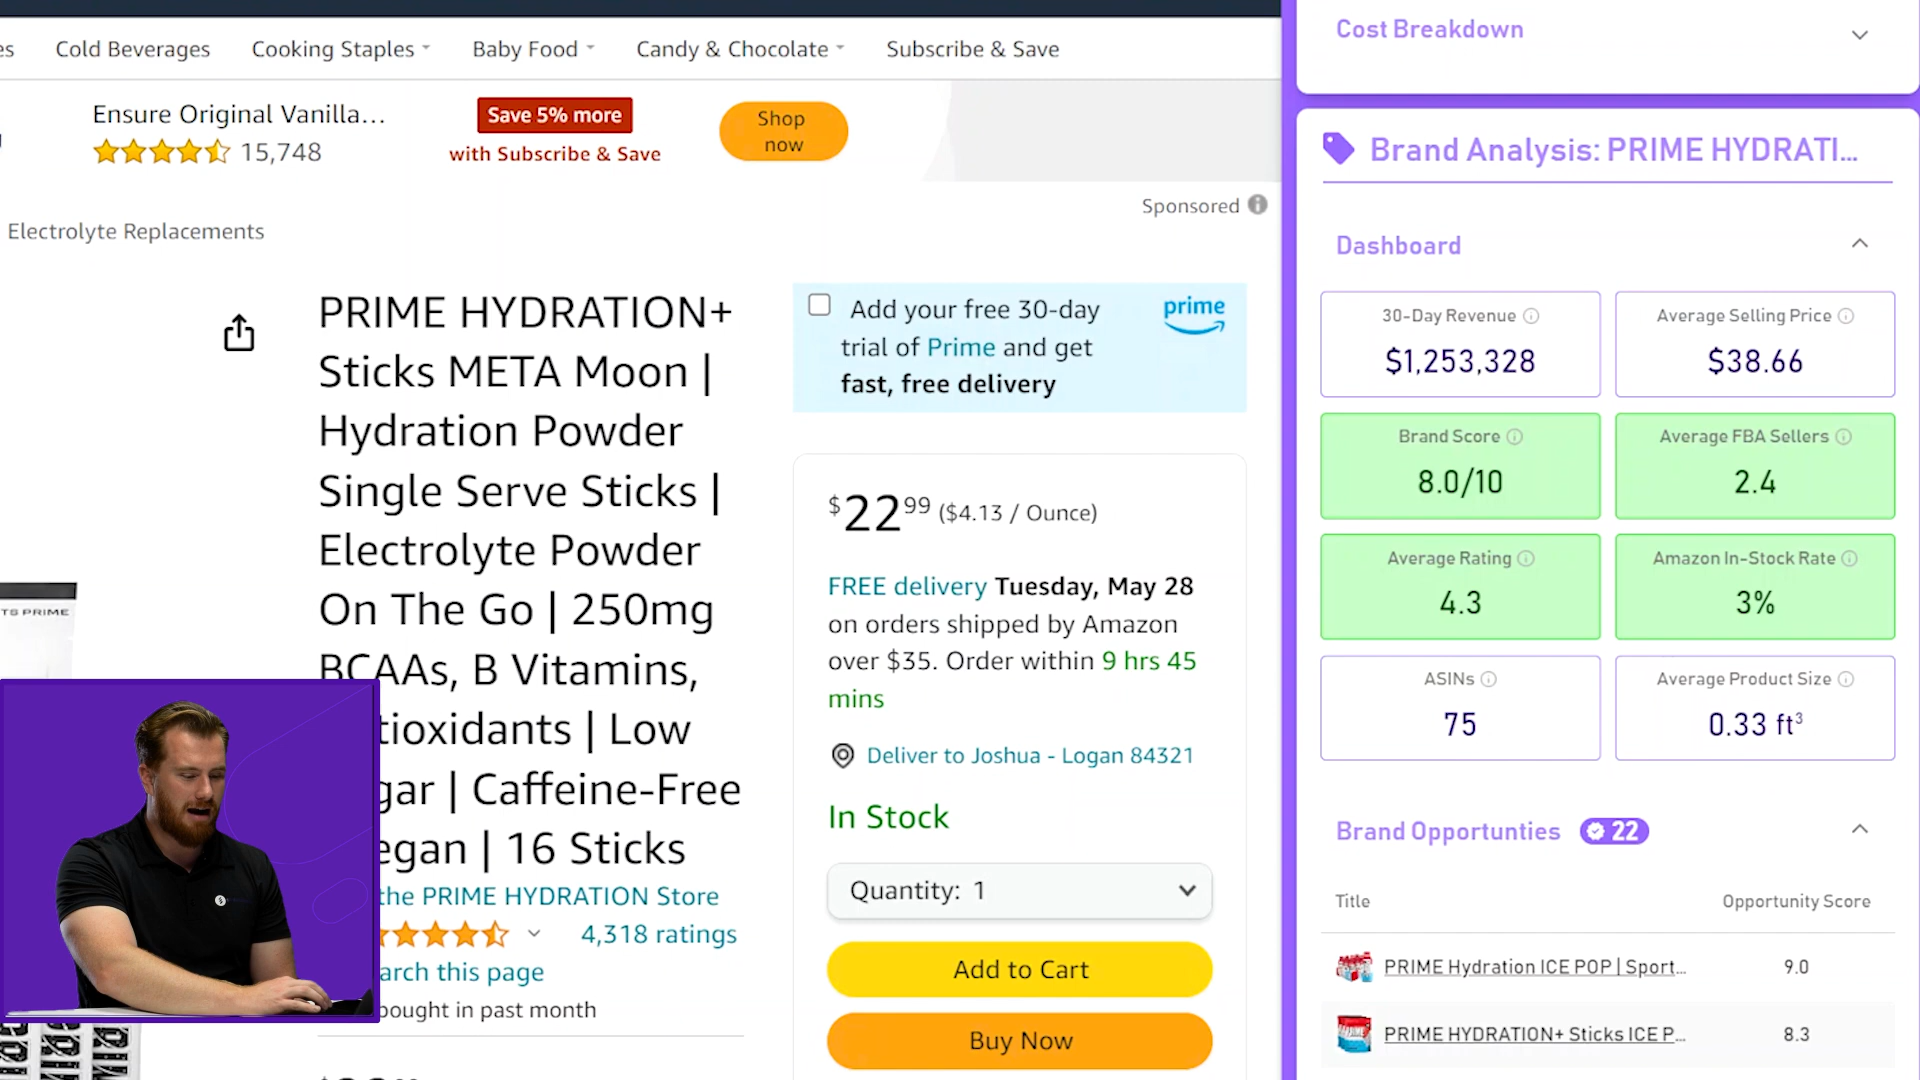 es
Cold Beverages
Cooking Staples
Baby Food
Candy & Chocolate
Subscribe & Save
Ensure Original Vanilla...
15,748
Save 5% more
with Subscribe & Save
Shop
now
Sponsored
Electrolyte Replacements
PRIME HYDRATION+
Sticks META Moon |
Hydration Powder
Single Serve Sticks |
Electrolyte Powder
On The Go | 250mg
BCAAs, B Vitamins,
tioxidants | Low
gar | Caffeine-Free
egan | 16 Sticks
the PRIME HYDRATION Store
4,318 ratings
arch this page
bought in past month
TS PRIME
Add your free 30-day
trial of Prime and get
fast, free delivery
prime
$22.99 ($4.13 / Ounce)
FREE delivery Tuesday, May 28
on orders shipped by Amazon
over $35. Order within 9 hrs 45
mins
Deliver to Joshua - Logan 84321
In Stock
Quantity: 1
Add to Cart
Buy Now
Cost Breakdown
Brand Analysis: PRIME HYDRATI...
Dashboard
30-Day Revenue
$1,253,328
Average Selling Price
$38.66
Brand Score
8.0/10
Average FBA Sellers
2.4
Average Rating
4.3
Amazon In-Stock Rate
3%
ASINs
75
Average Product Size
0.33 ft³
Brand Opportunties
22
Title
Opportunity Score
PRIME Hydration ICE POP | Sport...
9.0
PRIME HYDRATION+ Sticks ICE P...
8.3